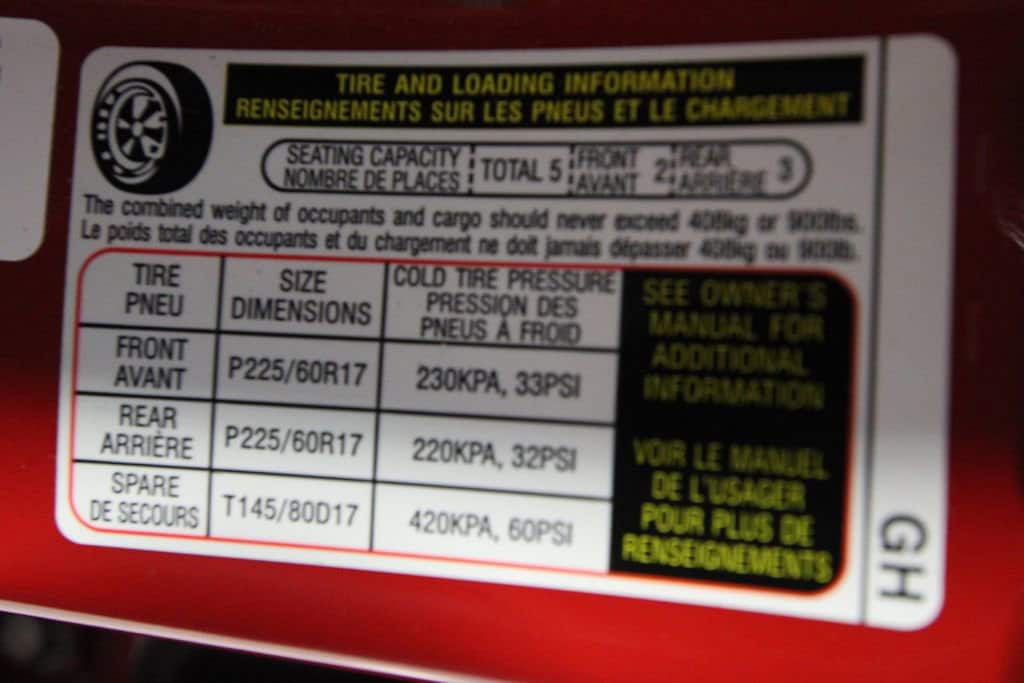 TIRE AND LOADING INFORMATION
RENSEIGNEMENTS SUR LES PNEUS ET LE CHARGEMENT
SEATING CAPACITY
NOMBRE DE PLACES
TOTAL 5
FRONT
AVANT
2
REAR
ARRIÈRE
3
The combined weight of occupants and cargo should never exceed 408kg or 900lbs.
Le poids total des occupants et du chargement ne doit jamais dépasser 408kg ou 900lb.
TIRE
PNEU
SIZE
DIMENSIONS
COLD TIRE PRESSURE
PRESSION DES
PNEUS À FROID
FRONT
AVANT
P225/60R17
230KPA, 33PSI
REAR
ARRIÈRE
P225/60R17
220KPA, 32PSI
SPARE
DE SECOURS
T145/80D17
420KPA, 60PSI
SEE OWNER'S
MANUAL FOR
ADDITIONAL
INFORMATION
VOIR LE MANUEL
DE L'USAGER
POUR PLUS DE
RENSEIGNEMENTS
GH